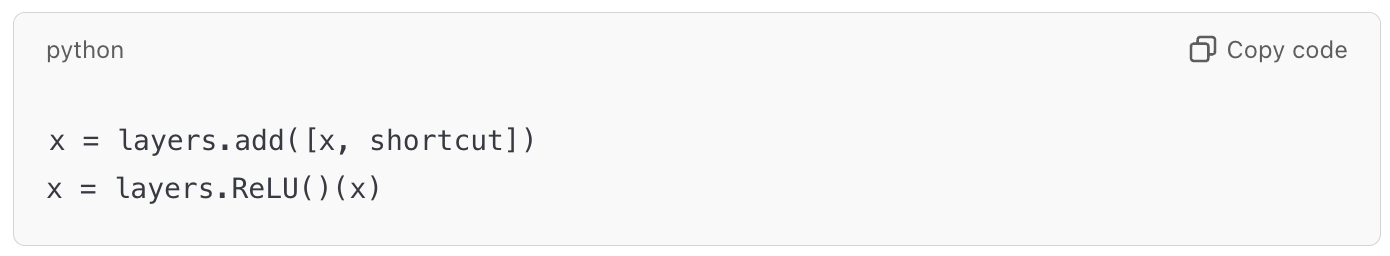 python
Copy code
x = layers.add([x, shortcut])
x = layers.ReLU()(x)